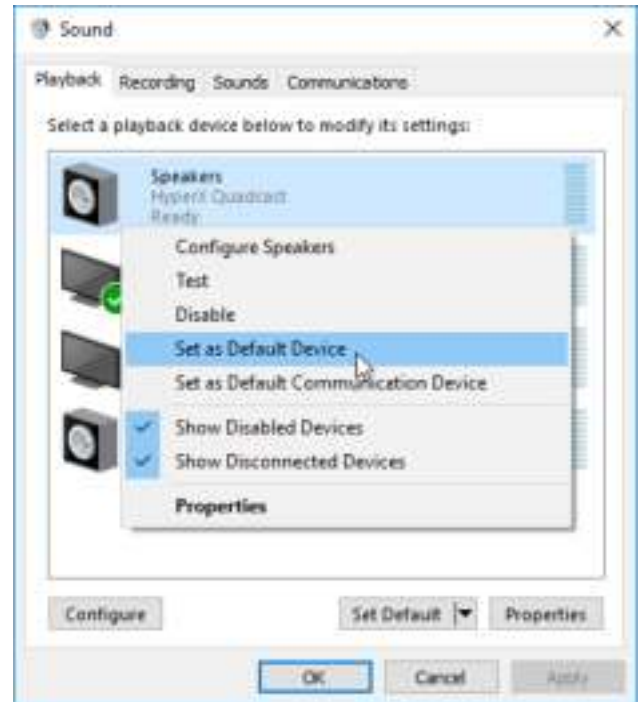 Sound
Playback Recording Sounds Communications
Select a playback device below to modify its settings:
Speakers
HyperX Quadcast
Ready
Configure Speakers
Test
Disable
Set as Default Device
Set as Default Communication Device
Show Disabled Devices
Show Disconnected Devices
Properties
Configure Set Default Properties
OK Cancel Apply